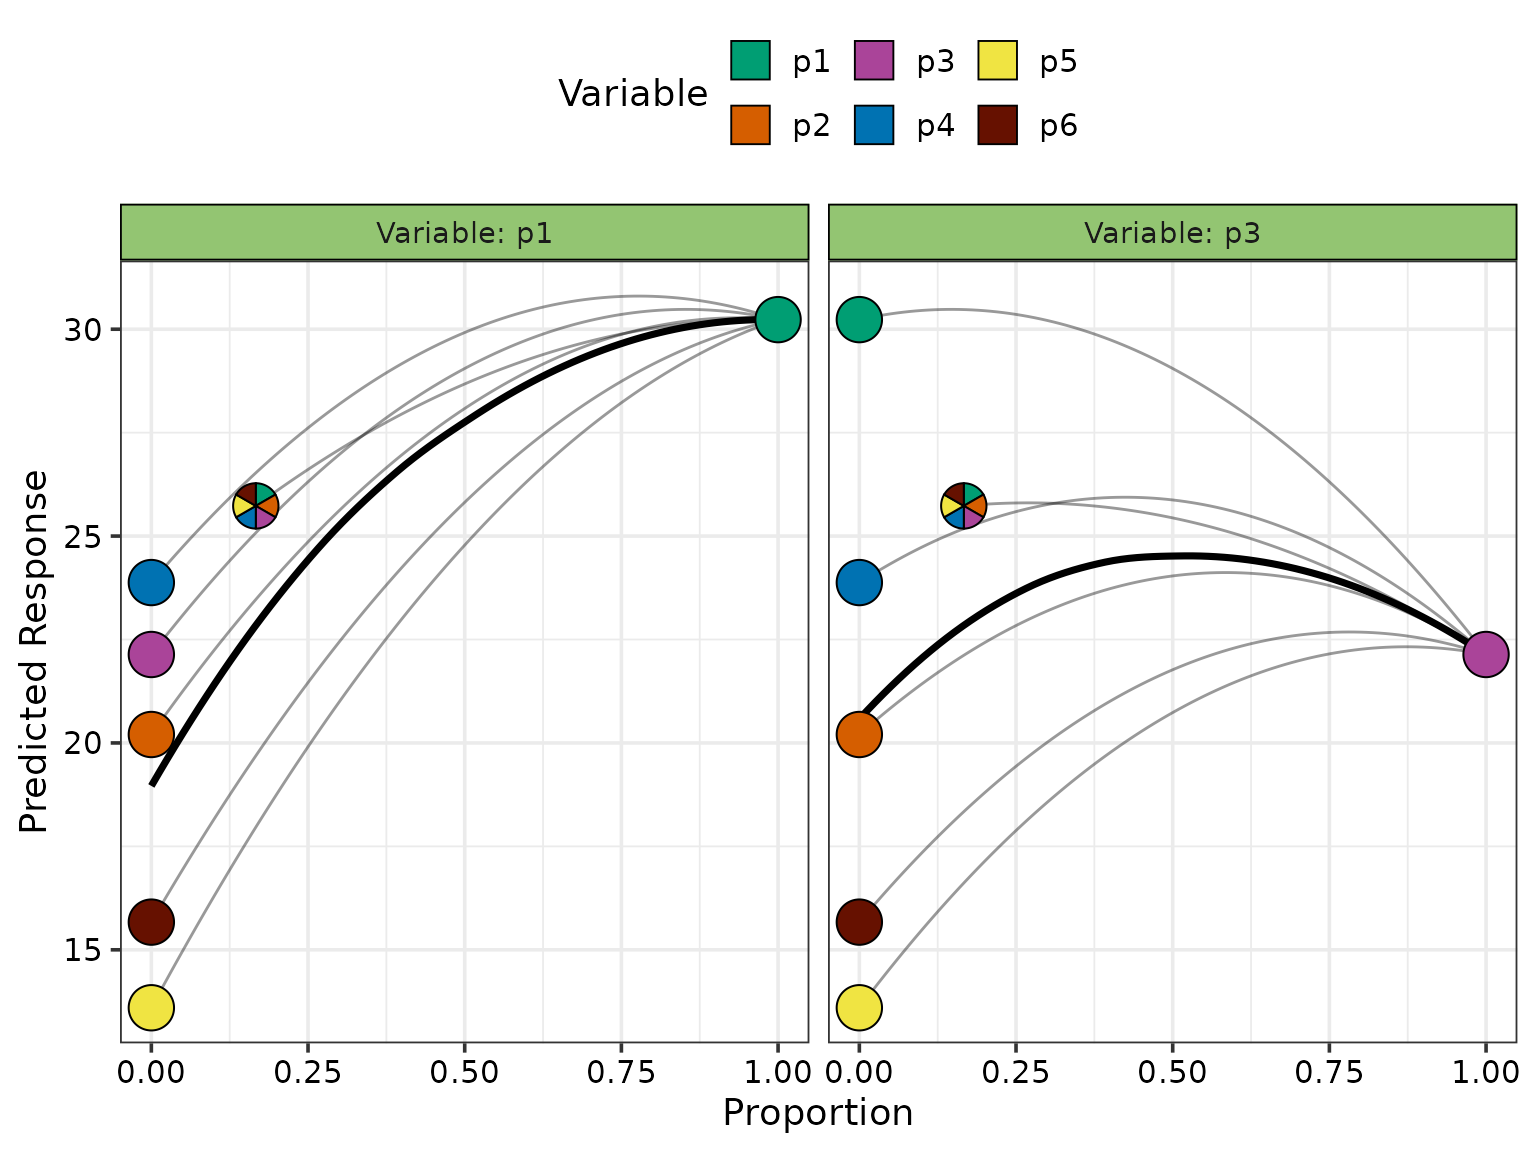 Variable
p1 p3 p5
p2 p4 p6
Variable: p1 Variable: p3
Predicted Response
30
25
20
15
0.00 0.25 0.50 0.75 1.00 0.00 0.25 0.50 0.75 1.00
Proportion